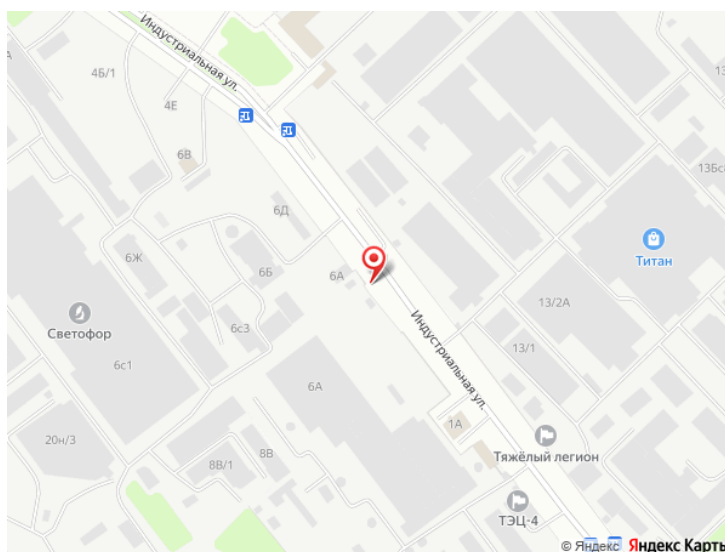 Индустриальная ул.
4Б/1
4Е
6В
13Бс
6Д
6Ж
6Б
6А
Титан
Светофор
6с3
13/2А
6с1
Индустриальная ул.
13/1
6А
1А
20н/3
8В
8В/1
Тяжёлый легион
ТЭЦ-4
© Яндекс Яндекс Карты